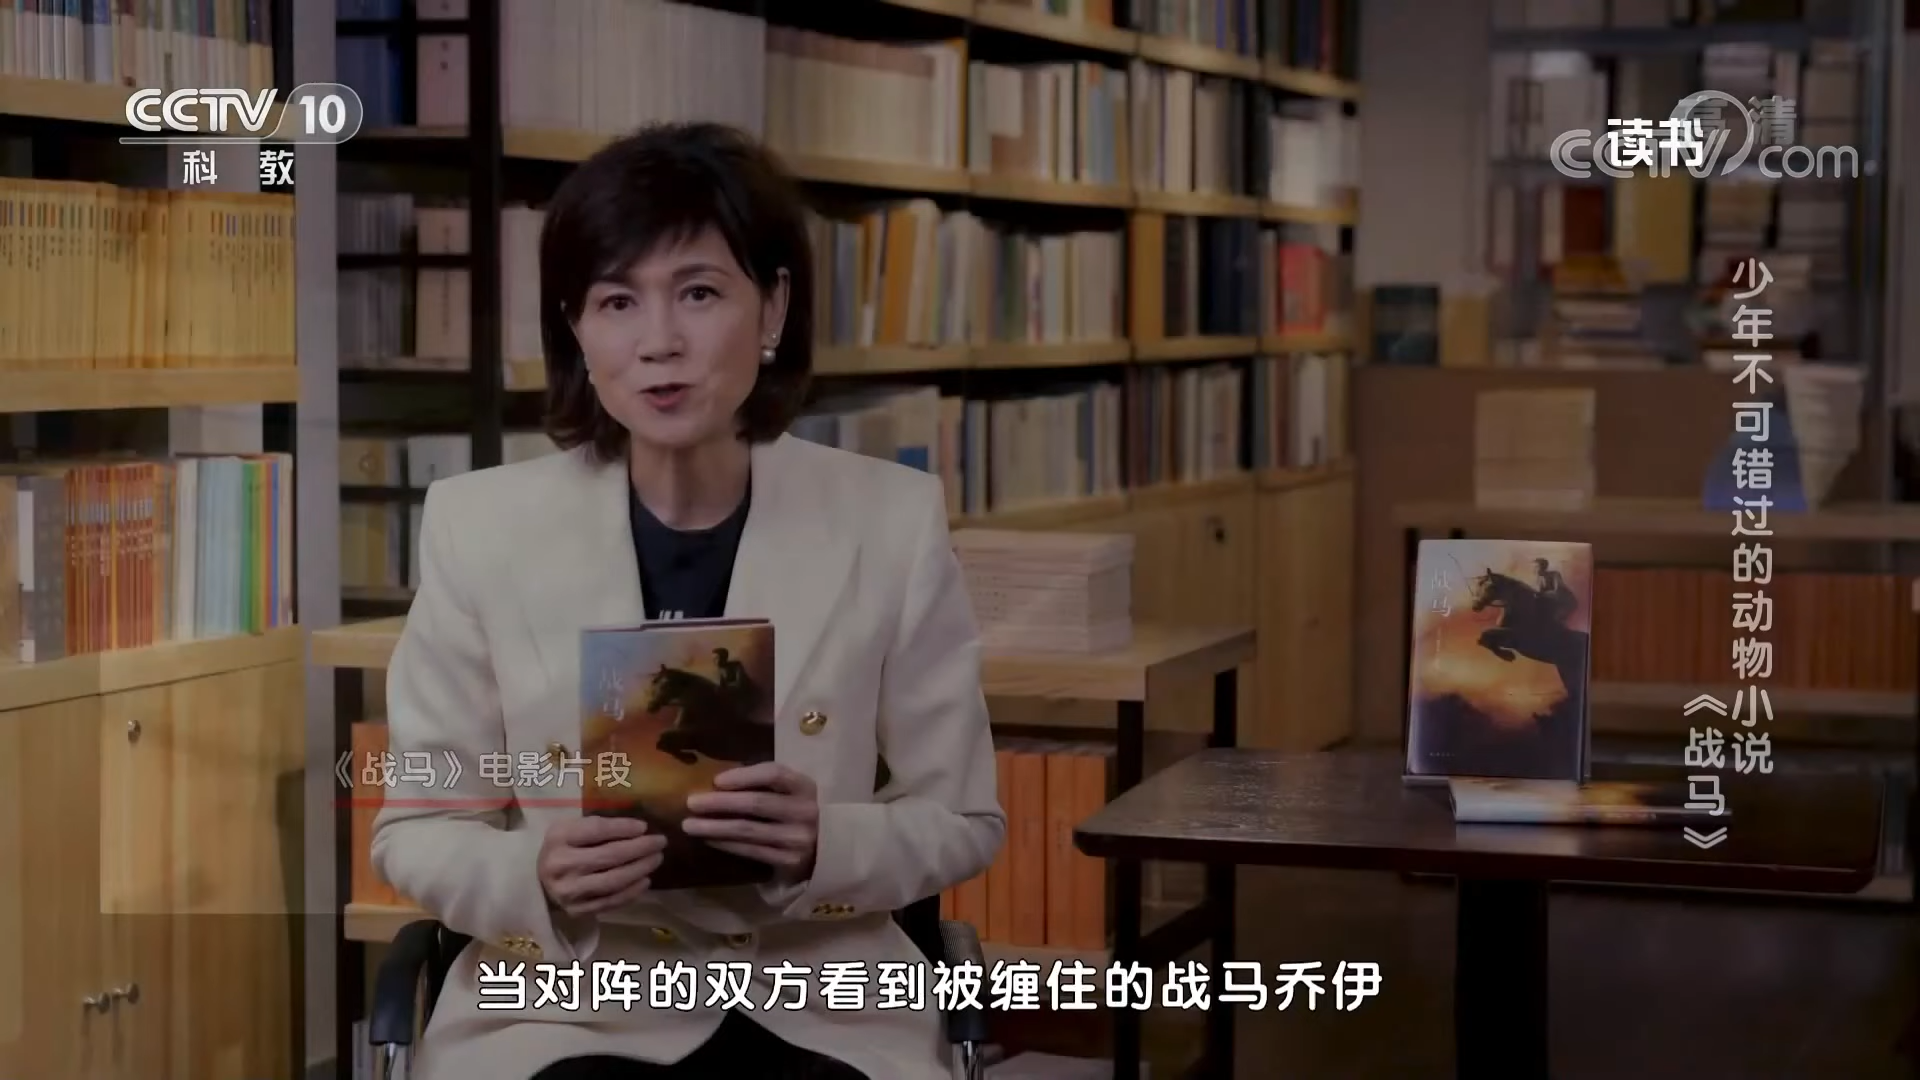 CCTV 10
科 教
高清
读书
cctv.com
少年不可错过的动物小说
《战马》
战马
战马
《战马》电影片段
当对阵的双方看到被缠住的战马乔伊